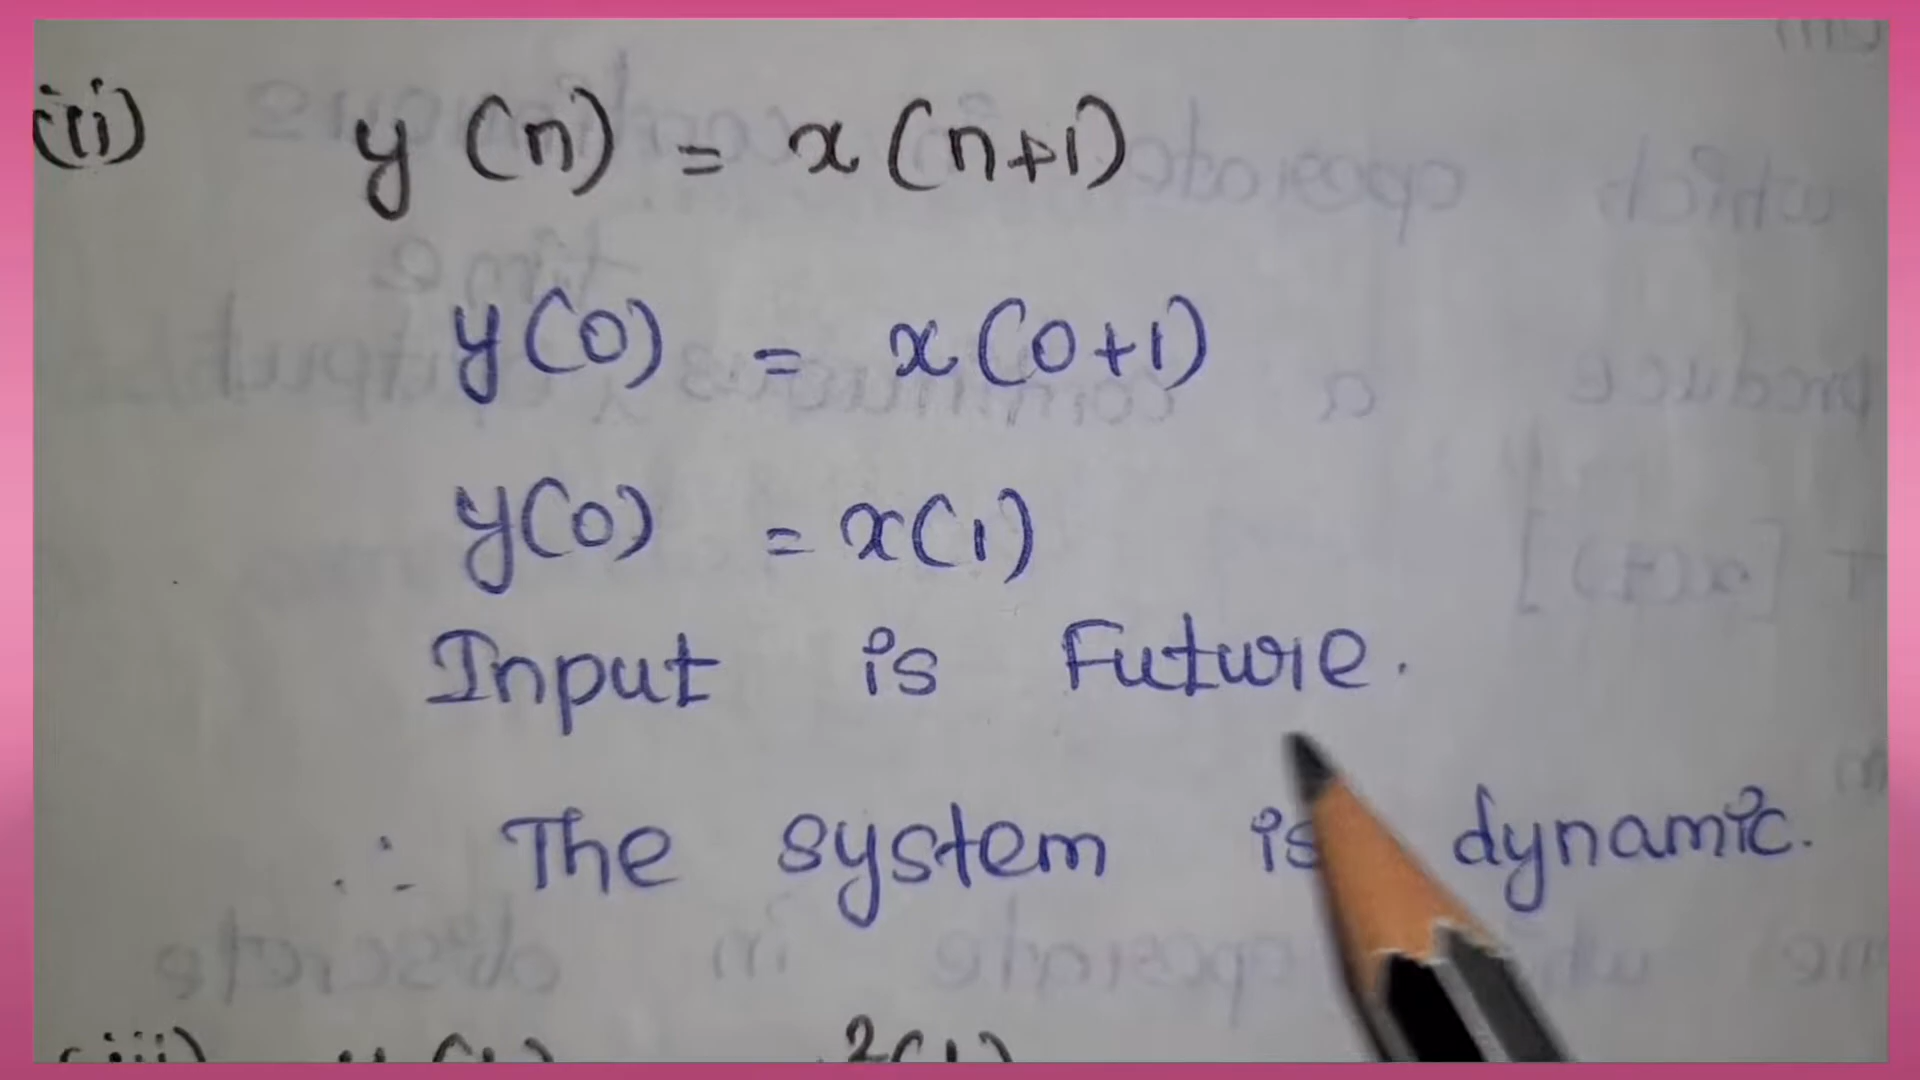 (ii) y(n) = x(n+1)
y(0) = x(0+1)
y(0) = x(1)
Input is Future.
∴ The system is dynamic.